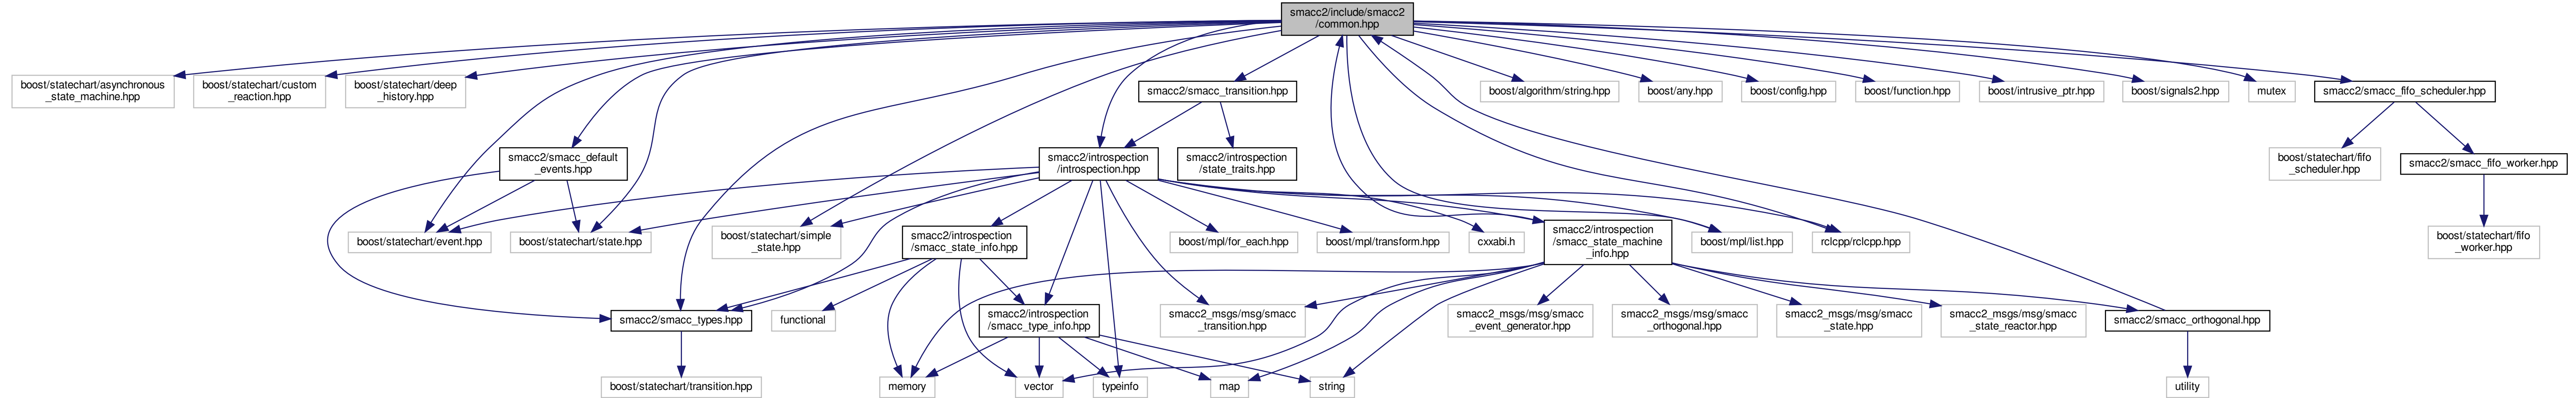 smacc2/include/smacc2
/common.hpp
boost/statechart/asynchronous
_state_machine.hpp
boost/statechart/custom
_reaction.hpp
boost/statechart/deep
_history.hpp
smacc2/smacc_transition.hpp
boost/algorithm/string.hpp
boost/any.hpp
boost/config.hpp
boost/function.hpp
boost/intrusive_ptr.hpp
boost/signals2.hpp
mutex
smacc2/smacc_fifo_scheduler.hpp
smacc2/smacc_default
_events.hpp
smacc2/introspection
/introspection.hpp
smacc2/introspection
/state_traits.hpp
boost/statechart/fifo
_scheduler.hpp
smacc2/smacc_fifo_worker.hpp
boost/statechart/event.hpp
boost/statechart/state.hpp
boost/statechart/simple
_state.hpp
smacc2/introspection
/smacc_state_info.hpp
boost/mpl/for_each.hpp
boost/mpl/transform.hpp
cxxabi.h
smacc2/introspection
/smacc_state_machine
_info.hpp
boost/mpl/list.hpp
rclcpp/rclcpp.hpp
boost/statechart/fifo
_worker.hpp
smacc2/smacc_types.hpp
functional
smacc2/introspection
/smacc_type_info.hpp
smacc2_msgs/msg/smacc
_transition.hpp
smacc2_msgs/msg/smacc
_event_generator.hpp
smacc2_msgs/msg/smacc
_orthogonal.hpp
smacc2_msgs/msg/smacc
_state.hpp
smacc2_msgs/msg/smacc
_state_reactor.hpp
smacc2/smacc_orthogonal.hpp
boost/statechart/transition.hpp
memory
vector
typeinfo
map
string
utility